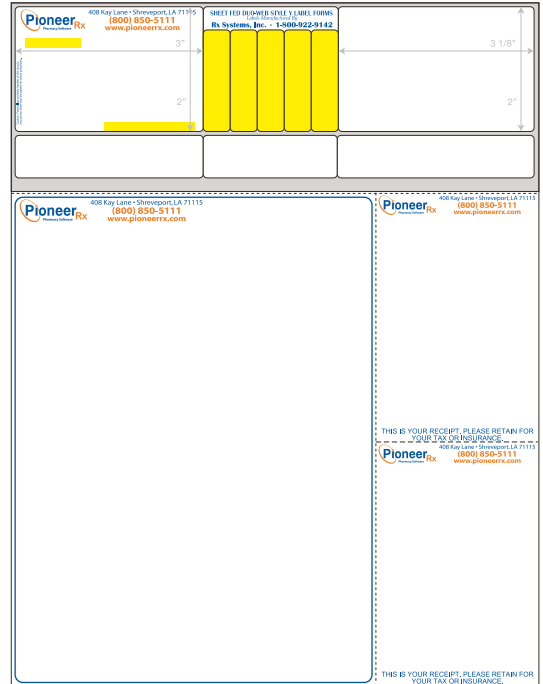 408 Kay Lane • Shreveport, LA 71115
Pioneer Rx
(800) 850-5111
Pharmacy Software
www.pioneerrx.com
3"
2"
SHEET FED DUO-WEB STYLE Y LABEL FORMS
Labels Manufactured By
Rx Systems, Inc. - 1-800-922-9142
3 1/8"
2"
408 Kay Lane • Shreveport, LA 71115
Pioneer Rx
(800) 850-5111
Pharmacy Software
www.pioneerrx.com
408 Kay Lane • Shreveport, LA 71115
Pioneer Rx
(800) 850-5111
Pharmacy Software
www.pioneerrx.com
THIS IS YOUR RECEIPT. PLEASE RETAIN FOR
YOUR TAX OR INSURANCE.
408 Kay Lane • Shreveport, LA 71115
Pioneer Rx
(800) 850-5111
Pharmacy Software
www.pioneerrx.com
THIS IS YOUR RECEIPT. PLEASE RETAIN FOR
YOUR TAX OR INSURANCE.